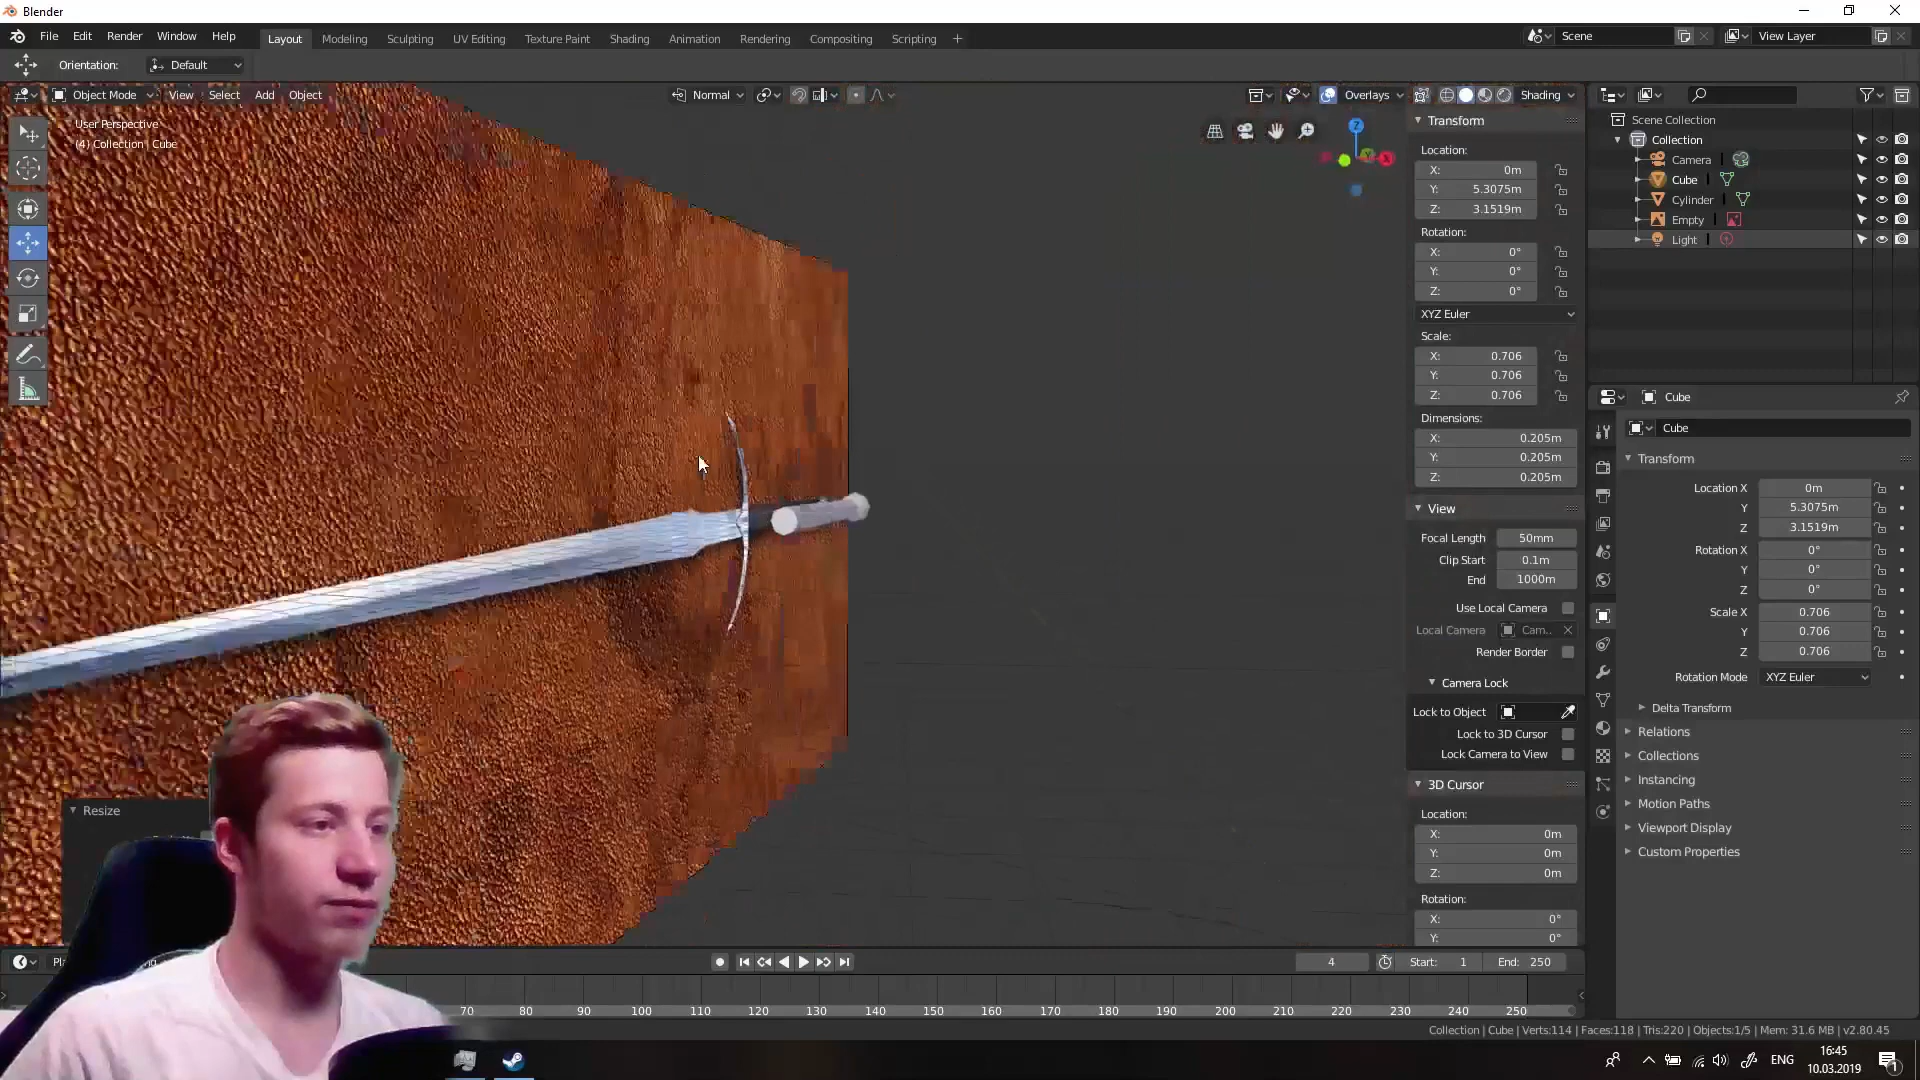 Blender
File Edit Render Window Help
Layout Modeling Sculpting UV Editing Texture Paint Shading Animation Rendering Compositing Scripting +
Scene
View Layer
Orientation: Default
Object Mode View Select Add Object
Normal
Overlays
Shading
User Perspective
(4) Collection | Cube
Transform
Location:
X: 0m
Y: 5.3075m
Z: 3.1519m
Rotation:
X: 0°
Y: 0°
Z: 0°
XYZ Euler
Scale:
X: 0.706
Y: 0.706
Z: 0.706
Dimensions:
X: 0.205m
Y: 0.205m
Z: 0.205m
View
Focal Length 50mm
Clip Start 0.1m
End 1000m
Use Local Camera
Local Camera Cam..
Render Border
Camera Lock
Lock to Object
Lock to 3D Cursor
Lock Camera to View
3D Cursor
Location:
X: 0m
Y: 0m
Z: 0m
Rotation:
X: 0°
Y: 0°
Scene Collection
Collection
Camera
Cube
Cylinder
Empty
Light
Cube
Cube
Transform
Location X 0m
Y 5.3075m
Z 3.1519m
Rotation X 0°
Y 0°
Z 0°
Scale X 0.706
Y 0.706
Z 0.706
Rotation Mode XYZ Euler
Delta Transform
Relations
Collections
Instancing
Motion Paths
Viewport Display
Custom Properties
Resize
4
Start: 1
End: 250
70 80 90 100 110 120 130 140 150 160 170 180 190 200 210 220 230 240 250
Collection | Cube | Verts:114 | Faces:118 | Tris:220 | Objects:1/5 | Mem: 31.6 MB | v2.80.45
ENG
16:45
10.03.2019
1